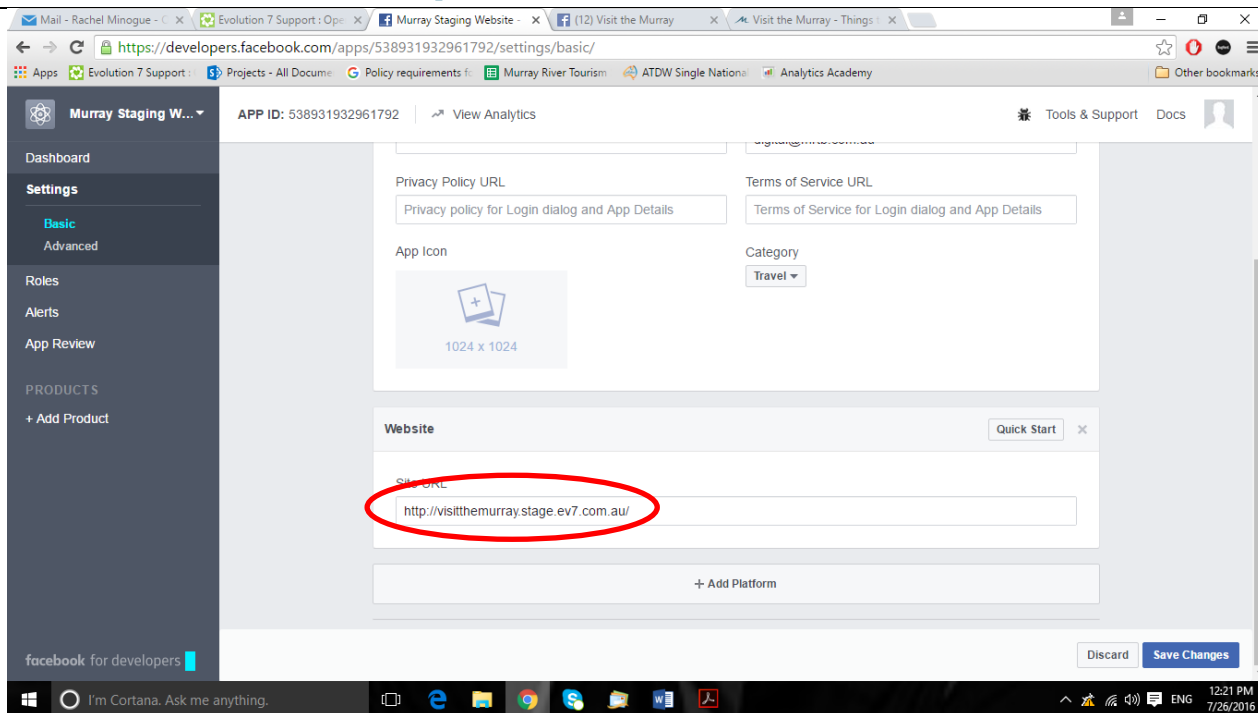 Mail - Rachel Minogue - O
Evolution 7 Support : Ope
Murray Staging Website -
(12) Visit the Murray
Visit the Murray - Things
https://developers.facebook.com/apps/538931932961792/settings/basic/
Apps
Evolution 7 Support :
Projects - All Docume
Policy requirements fo
Murray River Tourism
ATDW Single National
Analytics Academy
Other bookmarks
Murray Staging W...
APP ID: 538931932961792
View Analytics
Tools & Support
Docs
Dashboard
Settings
Basic
Advanced
Roles
Alerts
App Review
PRODUCTS
+ Add Product
digital@mrtb.com.au
Privacy Policy URL
Terms of Service URL
Privacy policy for Login dialog and App Details
Terms of Service for Login dialog and App Details
App Icon
Category
Travel
1024 x 1024
Website
Quick Start
Site URL
http://visitthemurray.stage.ev7.com.au/
+ Add Platform
facebook for developers
Discard
Save Changes
I'm Cortana. Ask me anything.
ENG
12:21 PM
7/26/2016